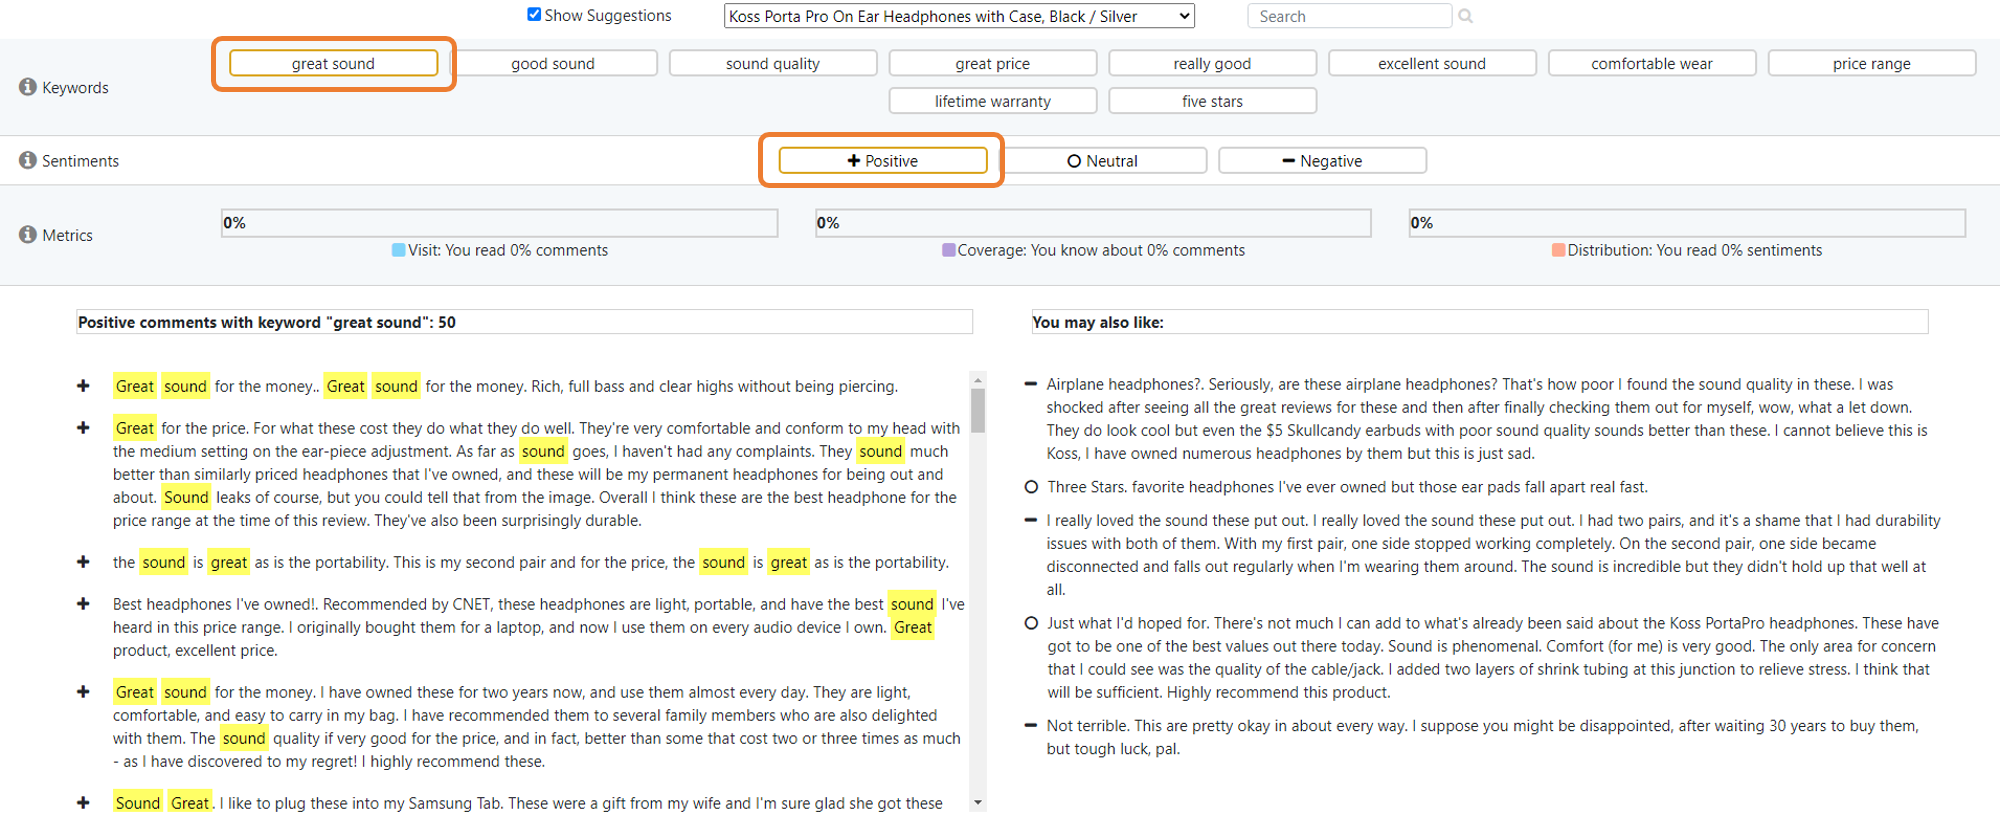 Show Suggestions
Koss Porta Pro On Ear Headphones with Case, Black / Silver
Search
Keywords
great sound
good sound
sound quality
great price
really good
excellent sound
comfortable wear
price range
lifetime warranty
five stars
Sentiments
Positive
Neutral
Negative
Metrics
0%
0%
0%
Visit: You read 0% comments
Coverage: You know about 0% comments
Distribution: You read 0% sentiments
Positive comments with keyword "great sound": 50
Great sound for the money.. Great sound for the money. Rich, full bass and clear highs without being piercing.
Great for the price. For what these cost they do what they do well. They're very comfortable and conform to my head with
the medium setting on the ear-piece adjustment. As far as sound goes, I haven't had any complaints. They sound much
better than similarly priced headphones that I've owned, and these will be my permanent headphones for being out and
about. Sound leaks of course, but you could tell that from the image. Overall I think these are the best headphone for the
price range at the time of this review. They've also been surprisingly durable.
the sound is great as is the portability. This is my second pair and for the price, the sound is great as is the portability.
Best headphones I've owned!. Recommended by CNET, these headphones are light, portable, and have the best sound I've
heard in this price range. I originally bought them for a laptop, and now I use them on every audio device I own. Great
product, excellent price.
Great sound for the money. I have owned these for two years now, and use them almost every day. They are light,
comfortable, and easy to carry in my bag. I have recommended them to several family members who are also delighted
with them. The sound quality if very good for the price, and in fact, better than some that cost two or three times as much
- as I have discovered to my regret! I highly recommend these.
Sound Great. I like to plug these into my Samsung Tab. These were a gift from my wife and I'm sure glad she got these
You may also like:
Airplane headphones?. Seriously, are these airplane headphones? That's how poor I found the sound quality in these. I was
shocked after seeing all the great reviews for these and then after finally checking them out for myself, wow, what a let down.
They do look cool but even the $5 Skullcandy earbuds with poor sound quality sounds better than these. I cannot believe this is
Koss, I have owned numerous headphones by them but this is just sad.
Three Stars. favorite headphones I've ever owned but those ear pads fall apart real fast.
I really loved the sound these put out. I really loved the sound these put out. I had two pairs, and it's a shame that I had durability
issues with both of them. With my first pair, one side stopped working completely. On the second pair, one side became
disconnected and falls out regularly when I'm wearing them around. The sound is incredible but they didn't hold up that well at
all.
Just what I'd hoped for. There's not much I can add to what's already been said about the Koss PortaPro headphones. These have
got to be one of the best values out there today. Sound is phenomenal. Comfort (for me) is very good. The only area for concern
that I could see was the quality of the cable/jack. I added two layers of shrink tubing at this junction to relieve stress. I think that
will be sufficient. Highly recommend this product.
Not terrible. This are pretty okay in about every way. I suppose you might be disappointed, after waiting 30 years to buy them,
but tough luck, pal.